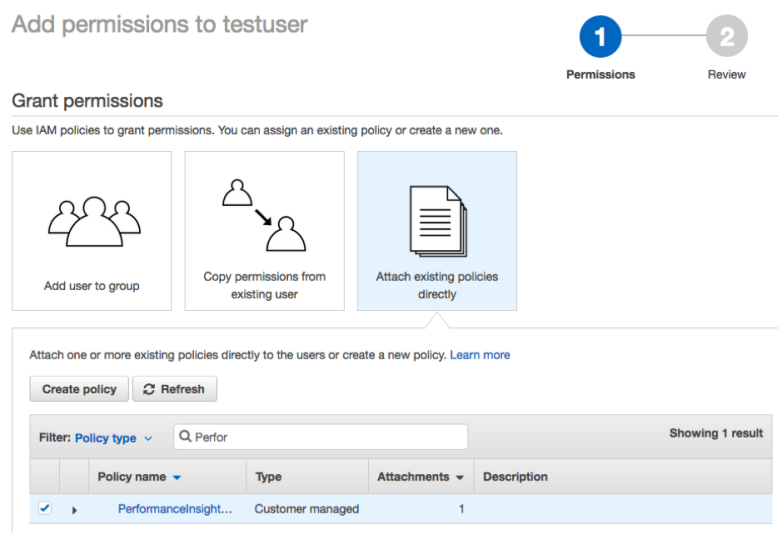 Add permissions to testuser
1
2
Permissions
Review
Grant permissions
Use IAM policies to grant permissions. You can assign an existing policy or create a new one.
Add user to group
Copy permissions from
existing user
Attach existing policies
directly
Attach one or more existing policies directly to the users or create a new policy. Learn more
Create policy
Refresh
Filter: Policy type
Perfor
Showing 1 result
Policy name
Type
Attachments
Description
PerformanceInsight...
Customer managed
1